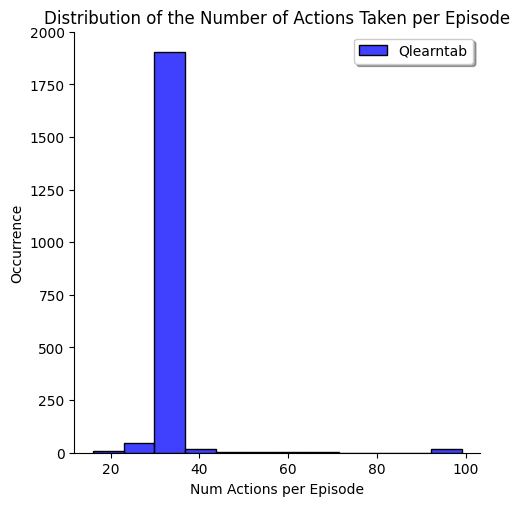 Distribution of the Number of Actions Taken per Episode
Qlearntab
2000
1750
1500
1250
1000
750
500
250
0
Occurrence
20 40 60 80 100
Num Actions per Episode